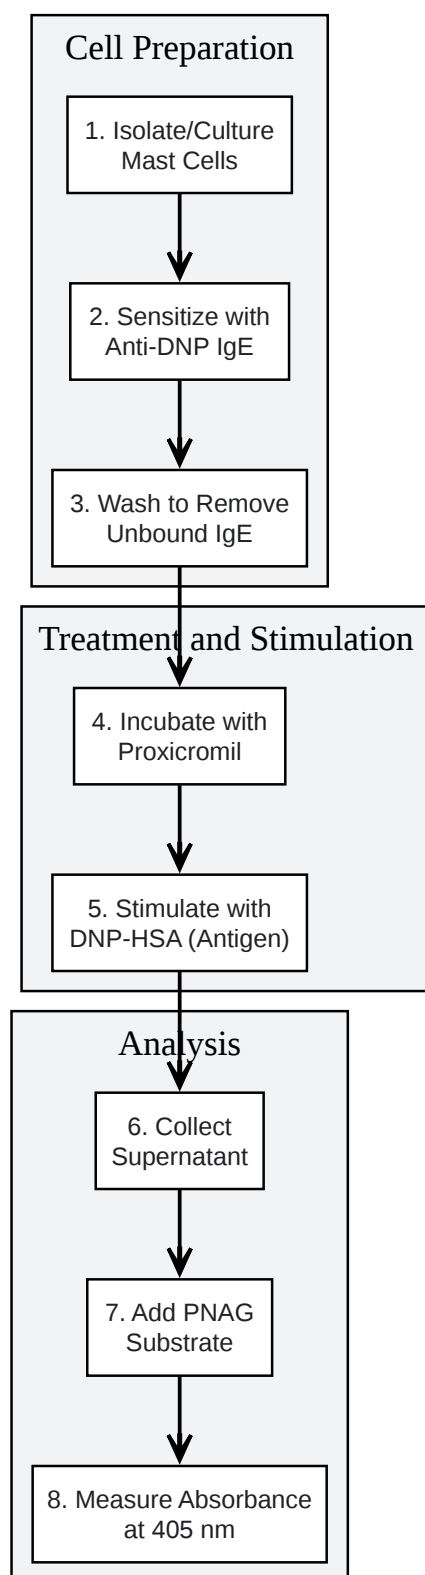 Cell Preparation
1. Isolate/Culture
Mast Cells
2. Sensitize with
Anti-DNP IgE
3. Wash to Remove
Unbound IgE
Treatment and Stimulation
4. Incubate with
Proxicromil
5. Stimulate with
DNP-HSA (Antigen)
Analysis
6. Collect
Supernatant
7. Add PNAG
Substrate
8. Measure Absorbance
at 405 nm